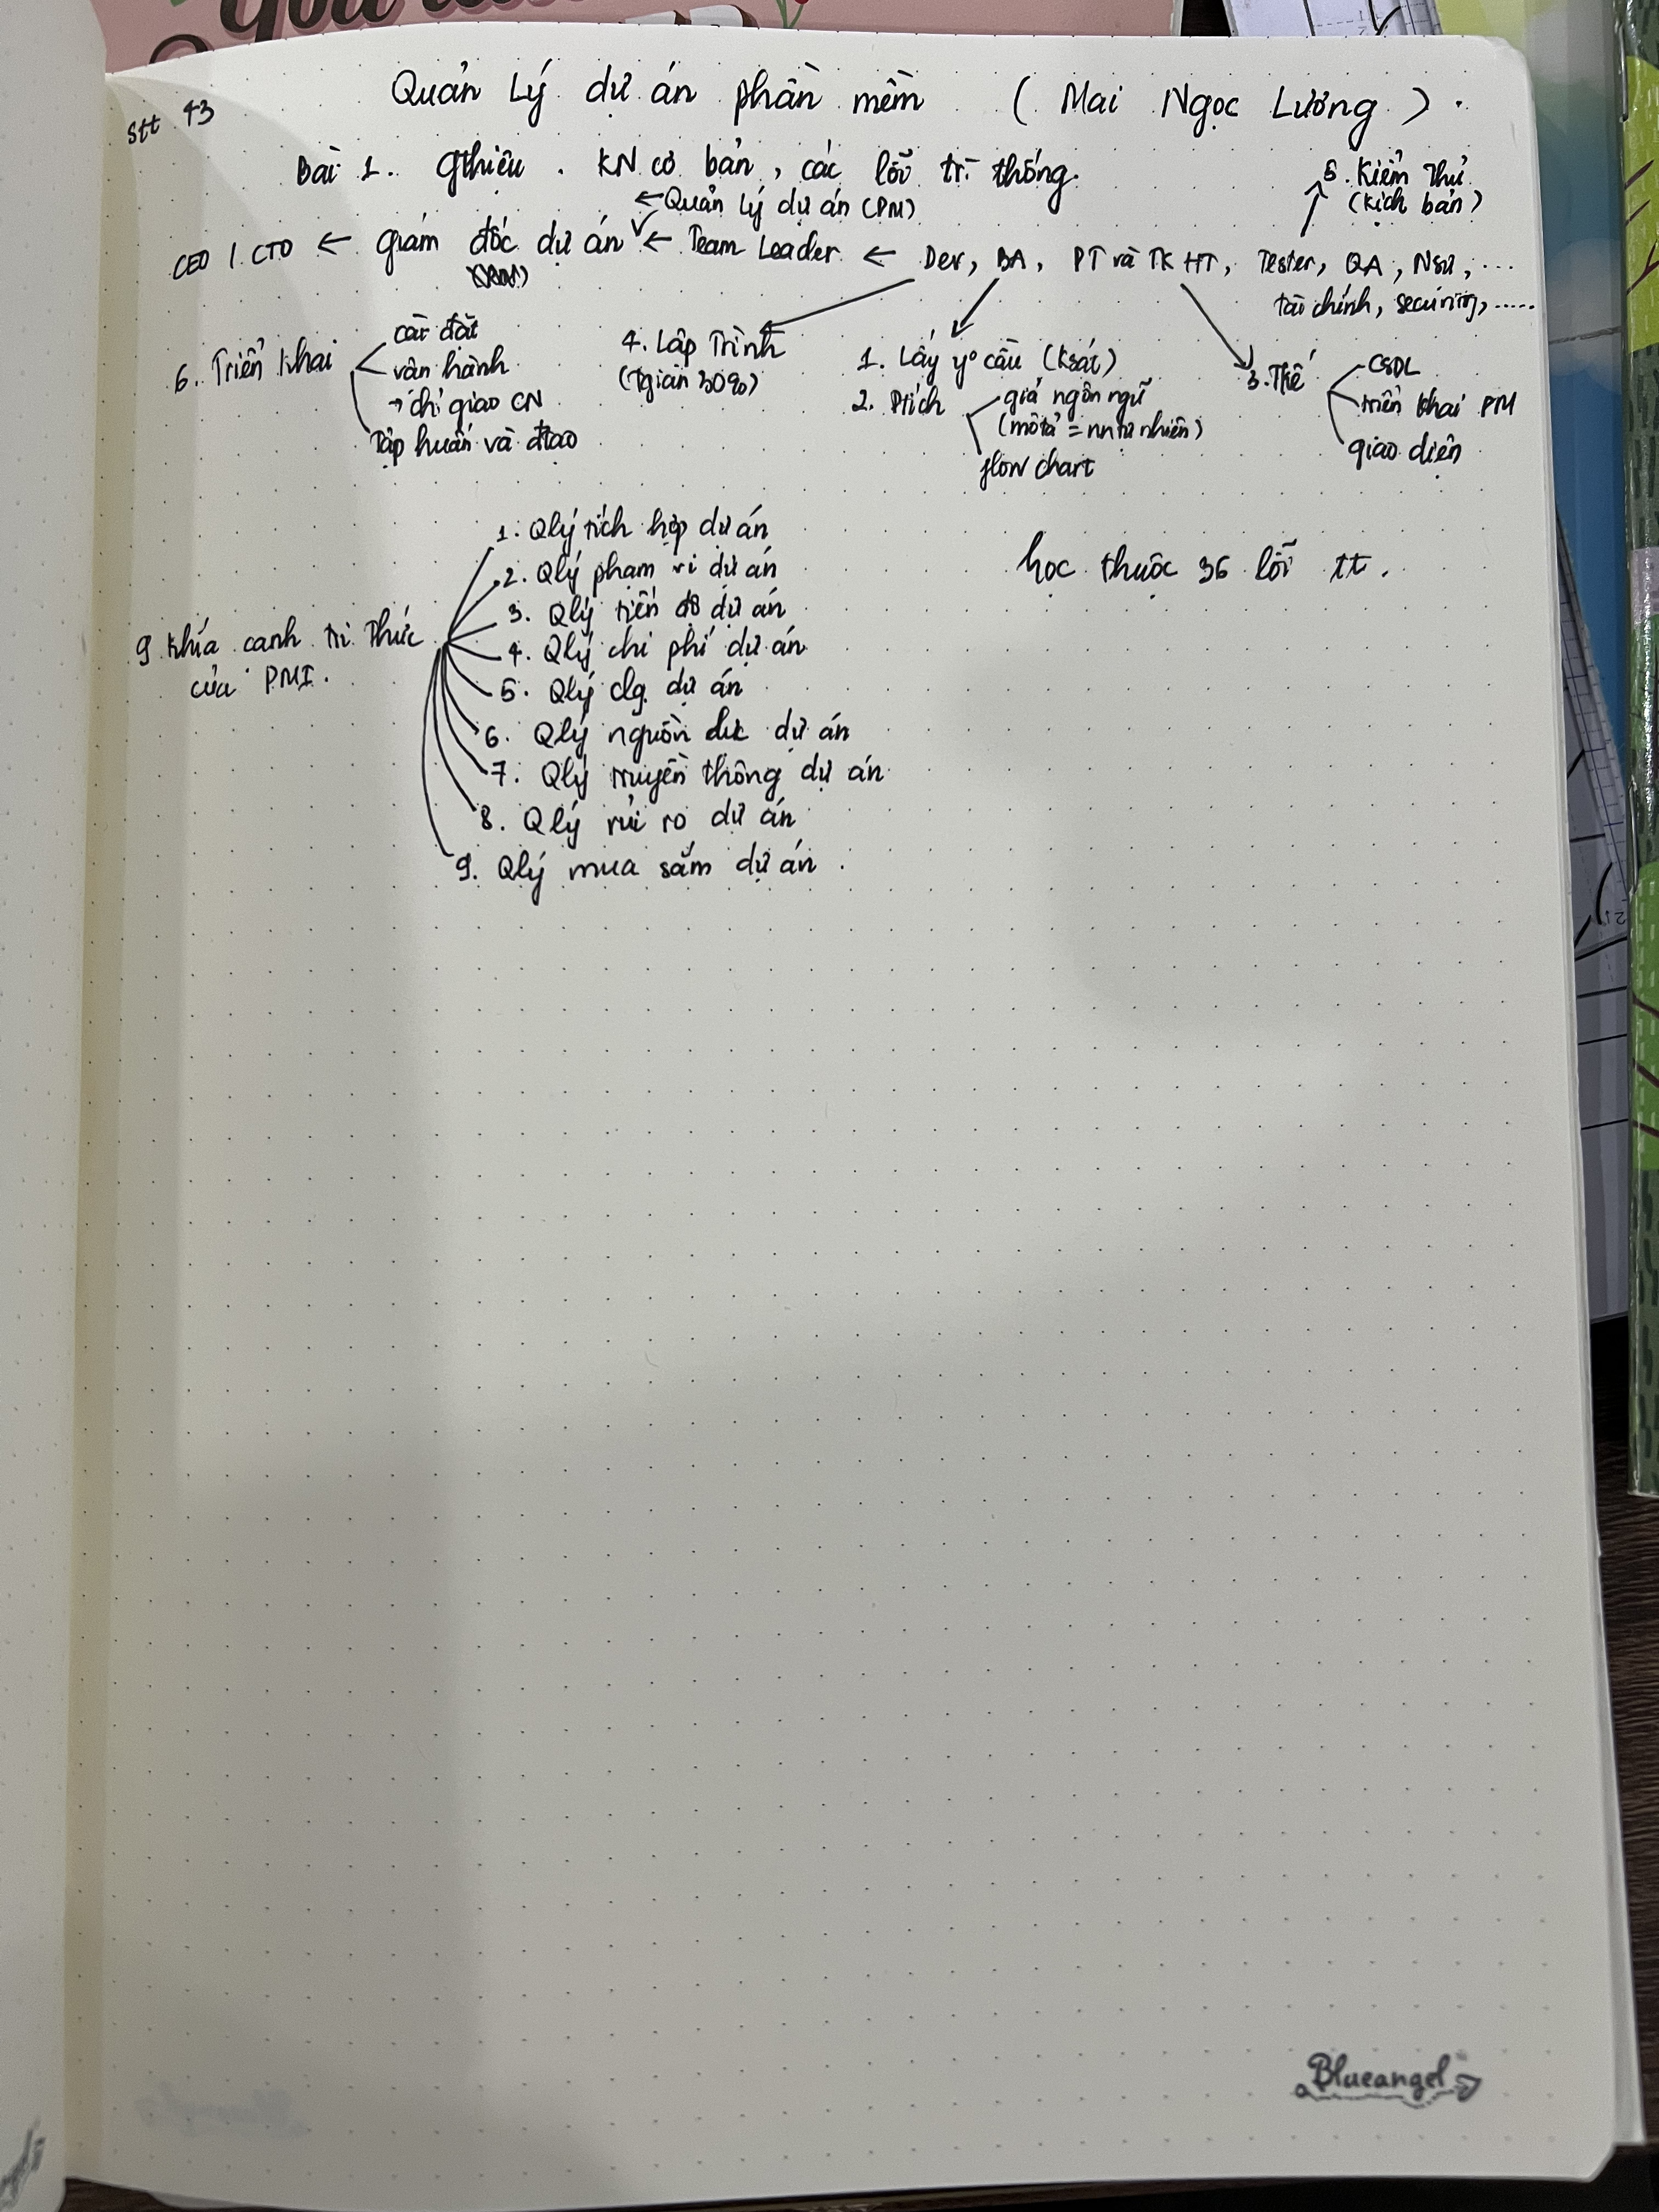 You
stt 43
Quản Lý dự án phần mềm ( Mai Ngọc Lương ) .
Bài 1. gthiệu . KN cơ bản, các lỗi tr thống.
5. Kiểm Thử
(kịch bản)
← Quản lý dự án (PM)
CEO / CTO ← giám đốc dự án ← Team Leader ← Dev, BA, PT và TK HT, Tester, QA, Nsự, ...
tài chính, security, .....
6. Triển khai
cài đặt
vận hành
→ chỉ giao CN
Tập huấn và đtạo
4. Lập Trình
(tgian 30%)
1. Lấy yº cầu (ksát)
2. Ptích
giả ngôn ngữ
(mô tả = nn tự nhiên)
flow chart
3. Tkế
CSDL
triển khai PM
giao diện
9 khía cạnh tri thức
của PMI.
1. Qlý tích hợp dự án
2. Qlý phạm vi dự án
3. Qlý tiến độ dự án
4. Qlý chi phí dự án
5. Qlý clg dự án
6. Qlý nguồn lực dự án
7. Qlý truyền thông dự án
8. Qlý rủi ro dự án
9. Qlý mua sắm dự án .
học thuộc 36 lỗi tt .
Blueangel